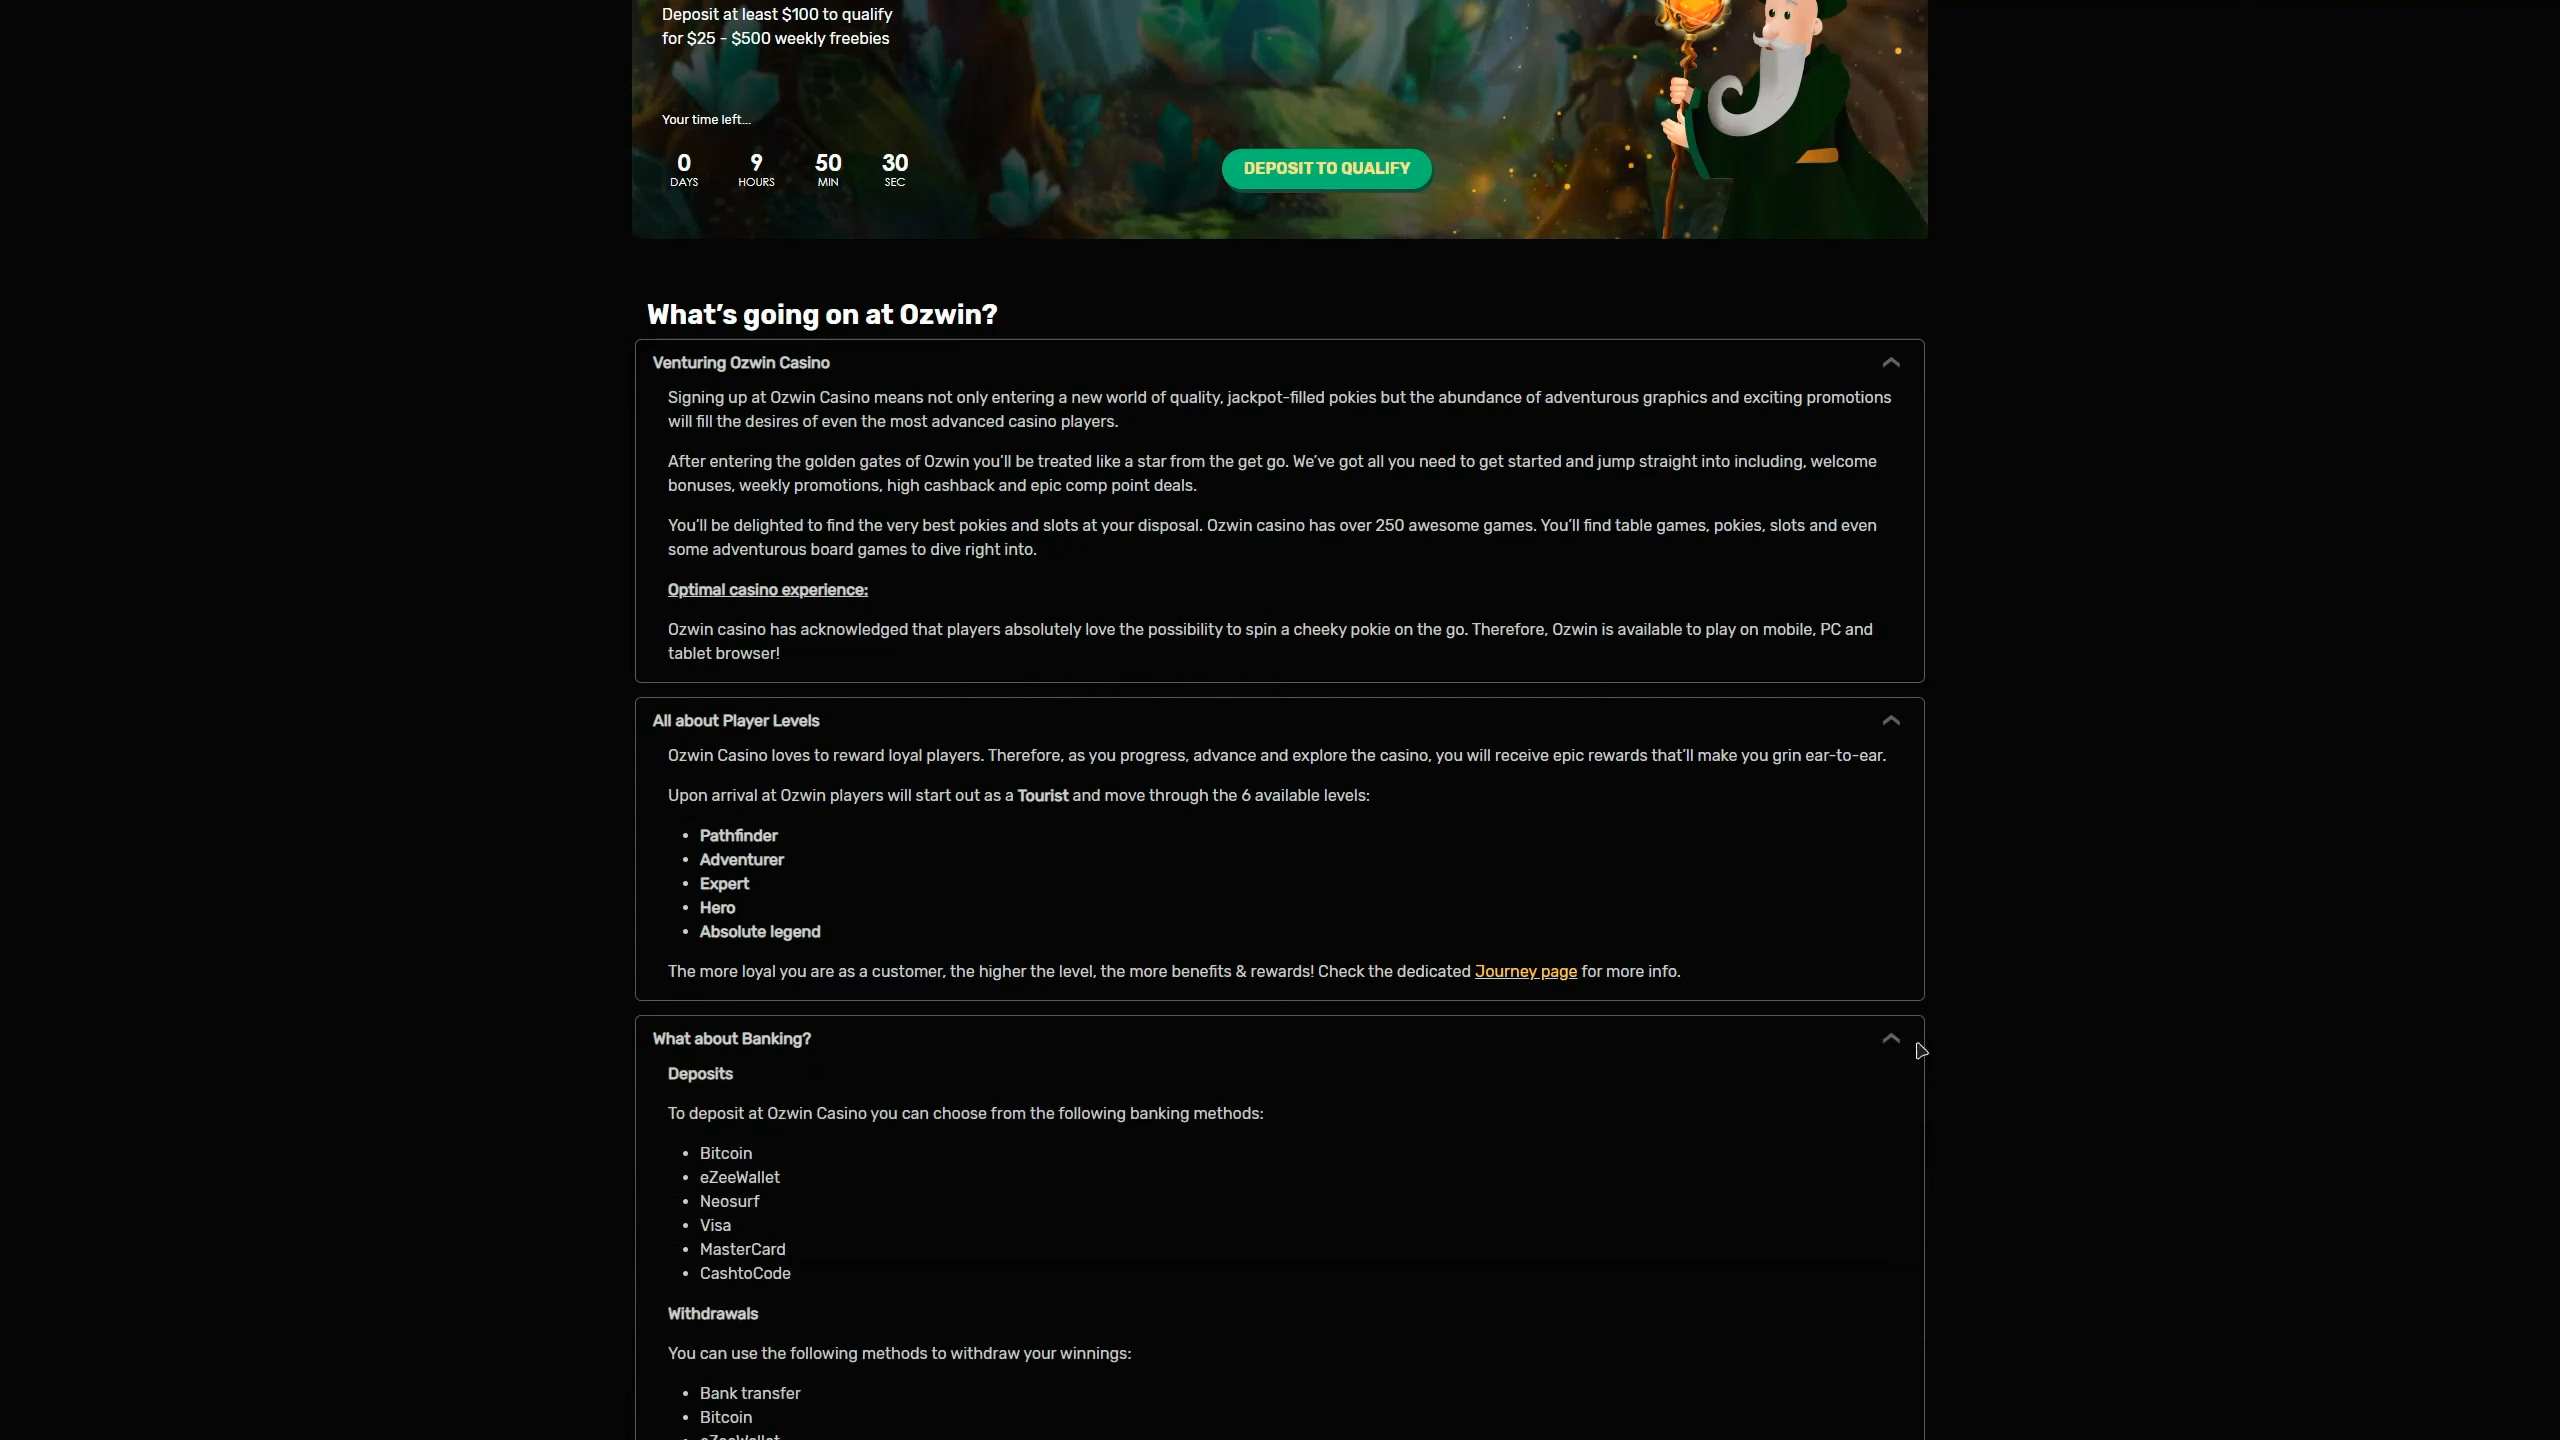 Deposit at least $100 to qualify
for $25 - $500 weekly freebies
Your time left...
0 9 50 30
DAYS HOURS MIN SEC
DEPOSIT TO QUALIFY
What's going on at Ozwin?
Venturing Ozwin Casino
Signing up at Ozwin Casino means not only entering a new world of quality, jackpot-filled pokies but the abundance of adventurous graphics and exciting promotions
will fill the desires of even the most advanced casino players.
After entering the golden gates of Ozwin you'll be treated like a star from the get go. We've got all you need to get started and jump straight into including, welcome
bonuses, weekly promotions, high cashback and epic comp point deals.
You'll be delighted to find the very best pokies and slots at your disposal. Ozwin casino has over 250 awesome games. You'll find table games, pokies, slots and even
some adventurous board games to dive right into.
Optimal casino experience:
Ozwin casino has acknowledged that players absolutely love the possibility to spin a cheeky pokie on the go. Therefore, Ozwin is available to play on mobile, PC and
tablet browser!
All about Player Levels
Ozwin Casino loves to reward loyal players. Therefore, as you progress, advance and explore the casino, you will receive epic rewards that'll make you grin ear-to-ear.
Upon arrival at Ozwin players will start out as a Tourist and move through the 6 available levels:
• Pathfinder
• Adventurer
• Expert
• Hero
• Absolute legend
The more loyal you are as a customer, the higher the level, the more benefits & rewards! Check the dedicated Journey page for more info.
What about Banking?
Deposits
To deposit at Ozwin Casino you can choose from the following banking methods:
• Bitcoin
• eZeeWallet
• Neosurf
• Visa
• MasterCard
• CashtoCode
Withdrawals
You can use the following methods to withdraw your winnings:
• Bank transfer
• Bitcoin